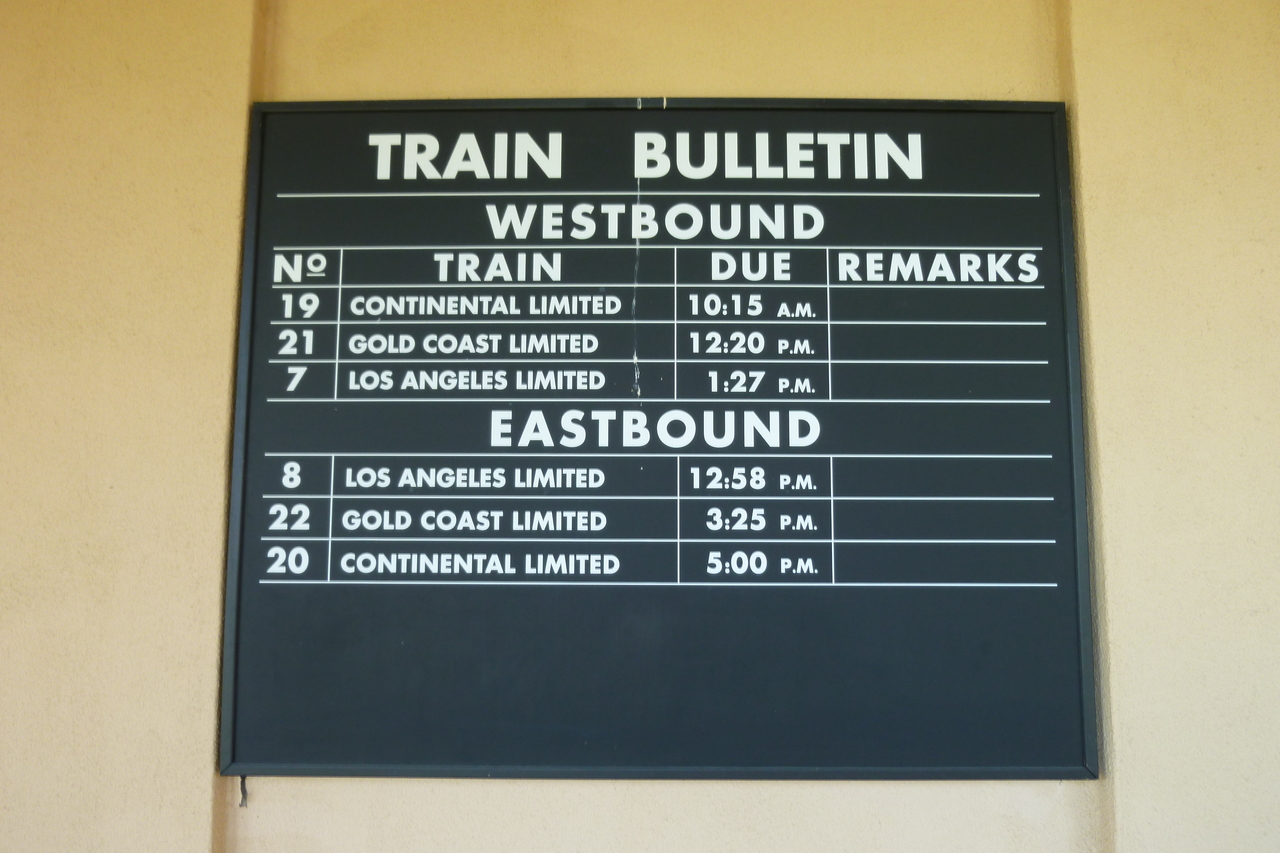 TRAIN BULLETIN
WESTBOUND
Nº TRAIN DUE REMARKS
19 CONTINENTAL LIMITED 10:15 A.M.
21 GOLD COAST LIMITED 12:20 P.M.
7 LOS ANGELES LIMITED 1:27 P.M.
EASTBOUND
8 LOS ANGELES LIMITED 12:58 P.M.
22 GOLD COAST LIMITED 3:25 P.M.
20 CONTINENTAL LIMITED 5:00 P.M.